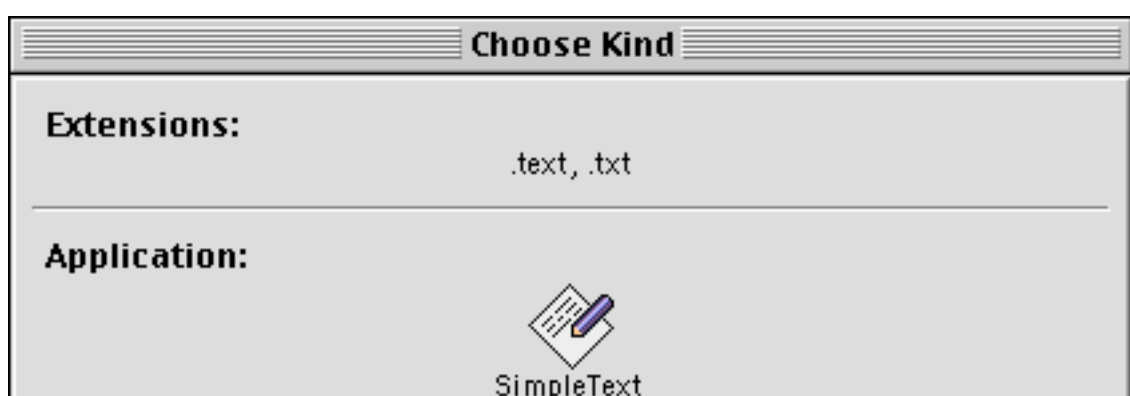 Choose Kind
Extensions:
.text, .txt
Application:
SimpleText